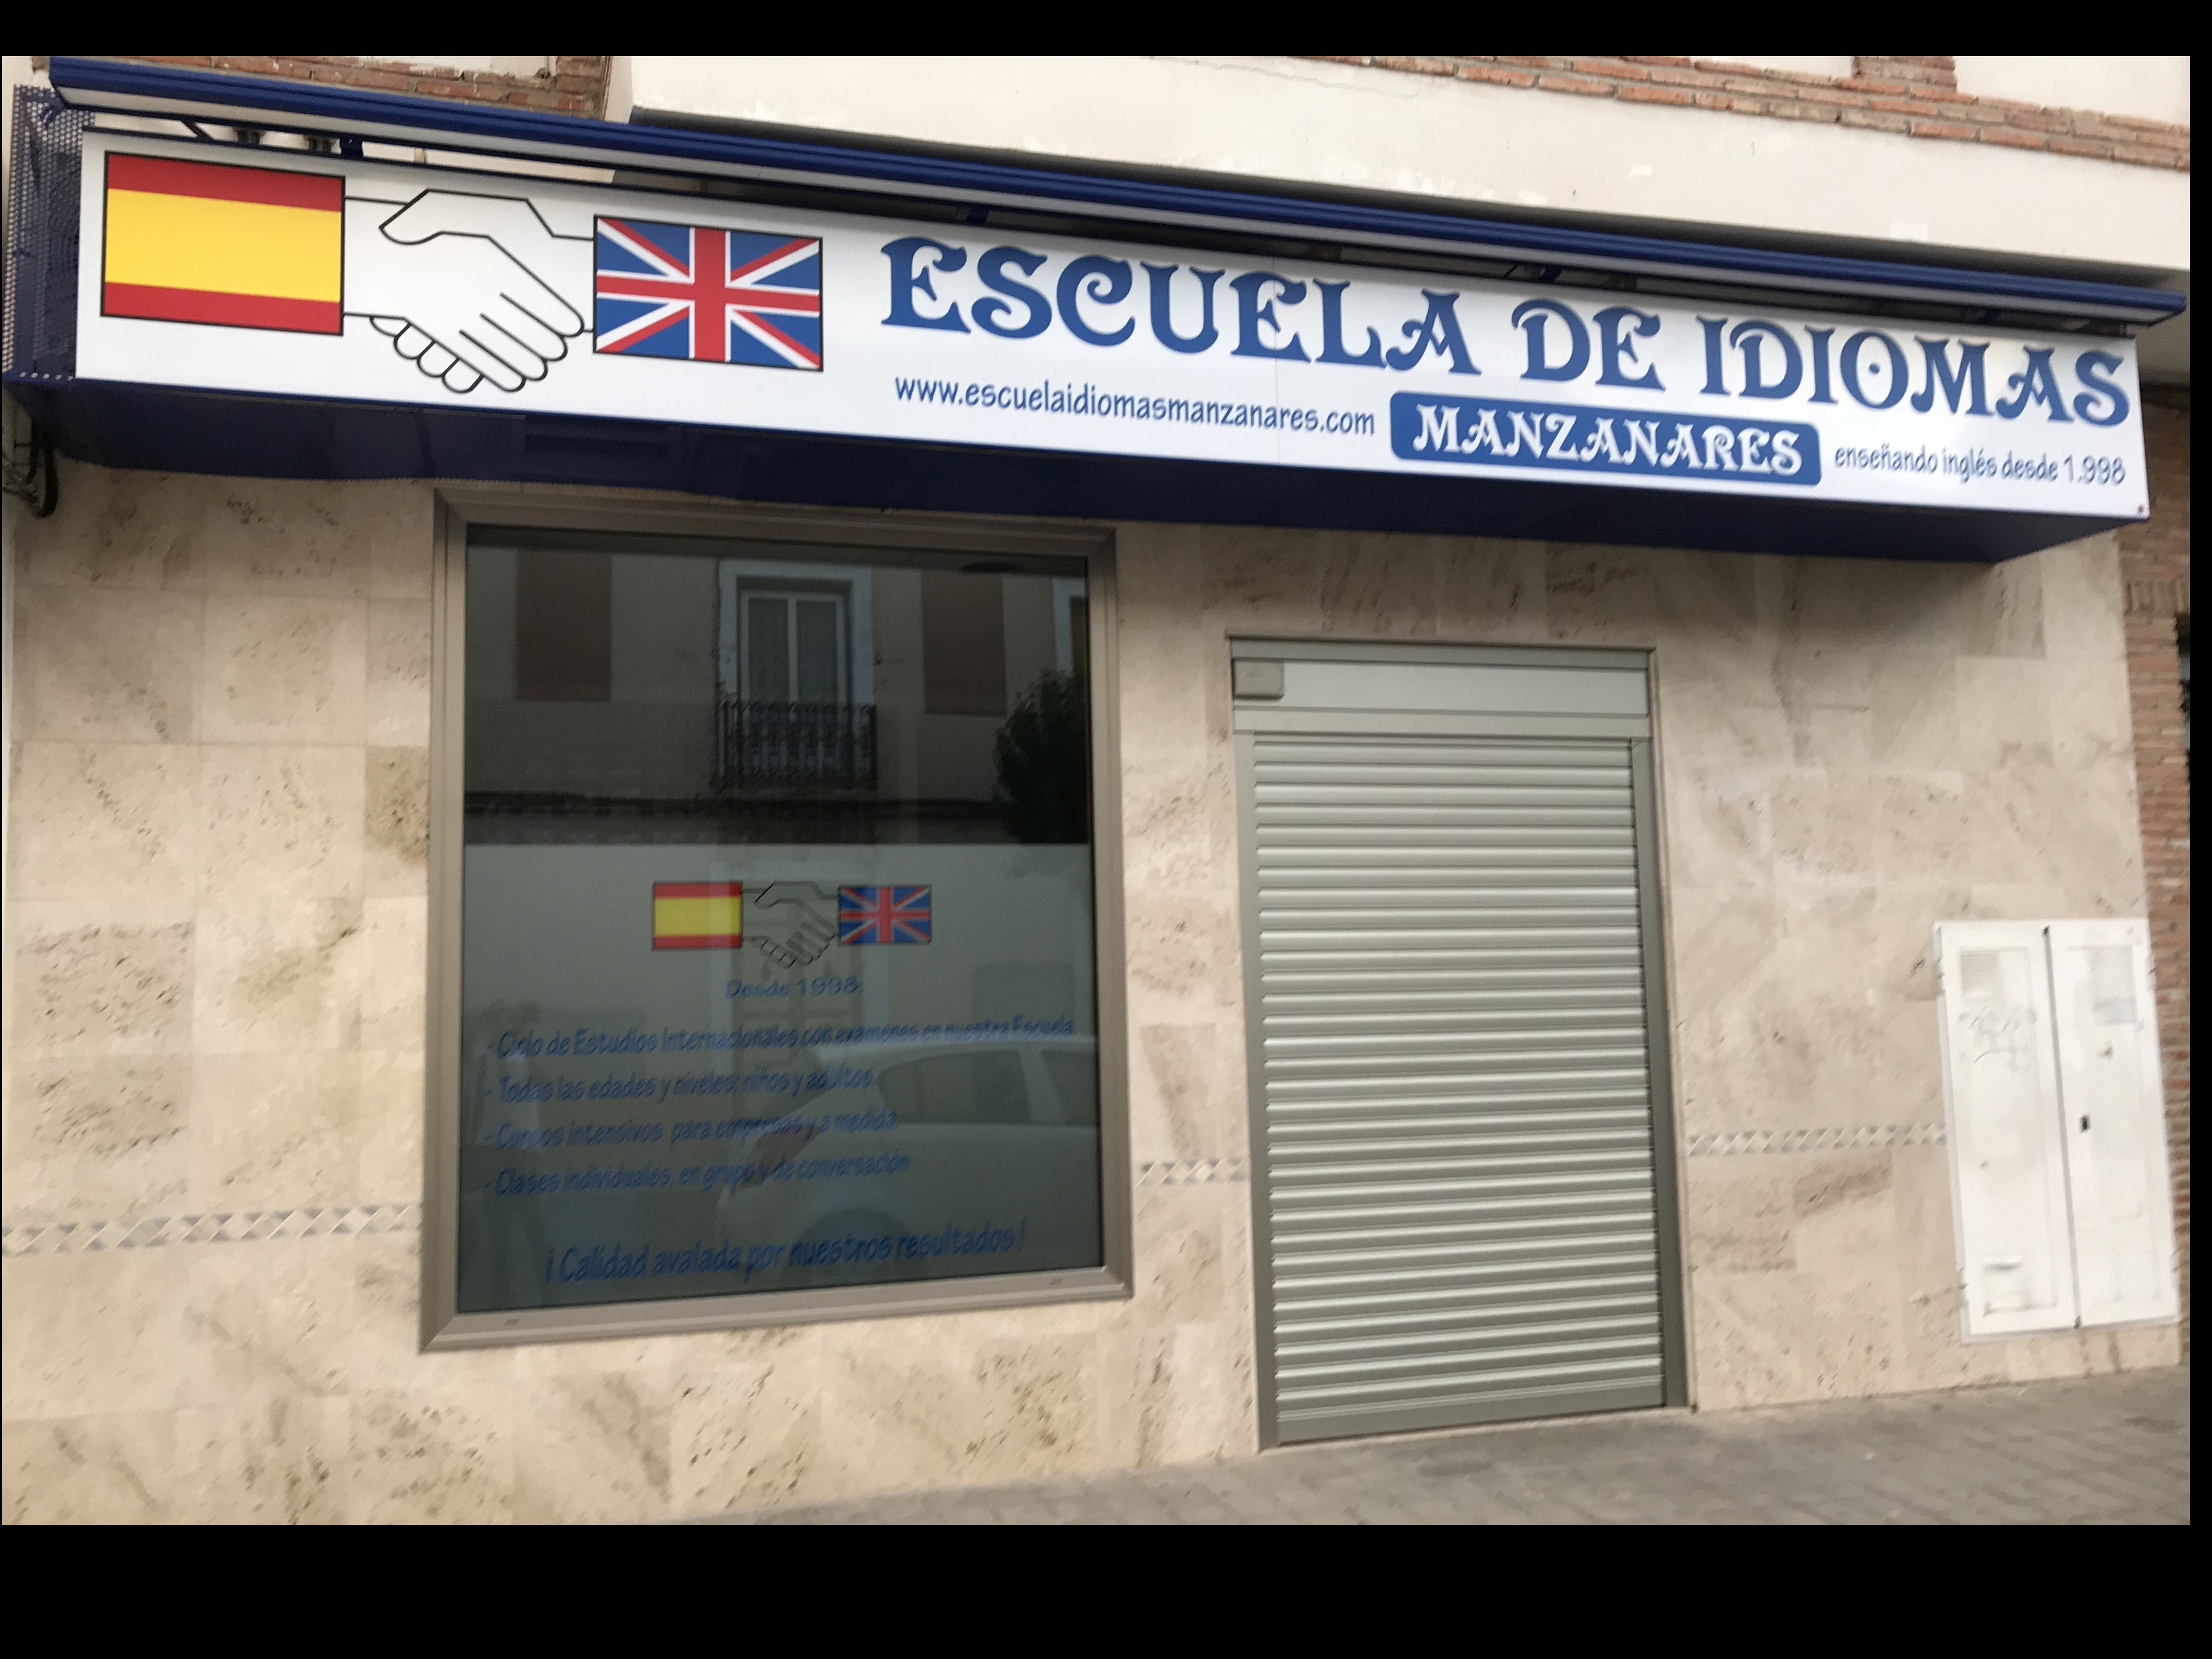 ESCUELA DE IDIOMAS
www.escuelaidiomasmanzanares.com MANZANARES enseñando inglés desde 1.998
Desde 1998:
- Ciclo de Estudios Internacionales con examenes en nuestra Escuela
- Todas las edades y niveles: niños y adultos
- Cursos intensivos para empresas y a medida
- Clases individuales, en grupo y de conversación
¡ Calidad avalada por nuestros resultados !